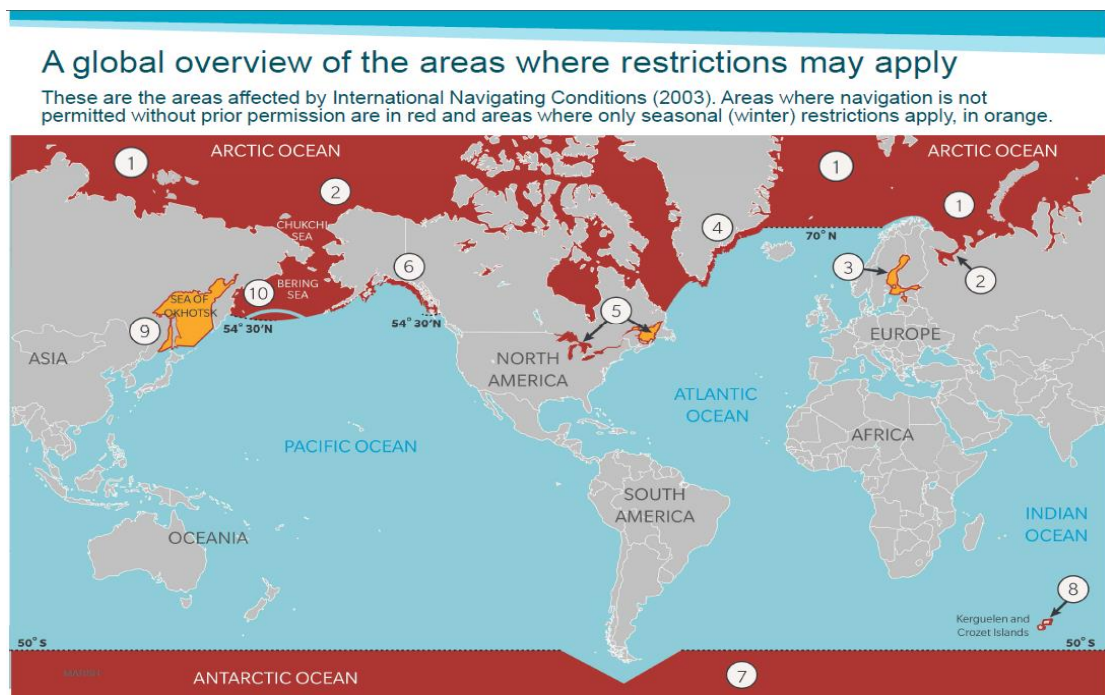 A global overview of the areas where restrictions may apply
These are the areas affected by International Navigating Conditions (2003). Areas where navigation is not
permitted without prior permission are in red and areas where only seasonal (winter) restrictions apply, in orange.
1
ARCTIC OCEAN
1
ARCTIC OCEAN
2
1
CHUKCHI
SEA
4
70° N
6
3
2
10
BERING
SEA
SEA OF
OKHOTSK
9
54° 30'N
54° 30'N
5
ASIA
NORTH
AMERICA
EUROPE
ATLANTIC
OCEAN
PACIFIC OCEAN
AFRICA
SOUTH
AMERICA
INDIAN
OCEAN
OCEANIA
8
Kerguelen and
Crozet Islands
50° S
50° S
ANTARCTIC OCEAN
7